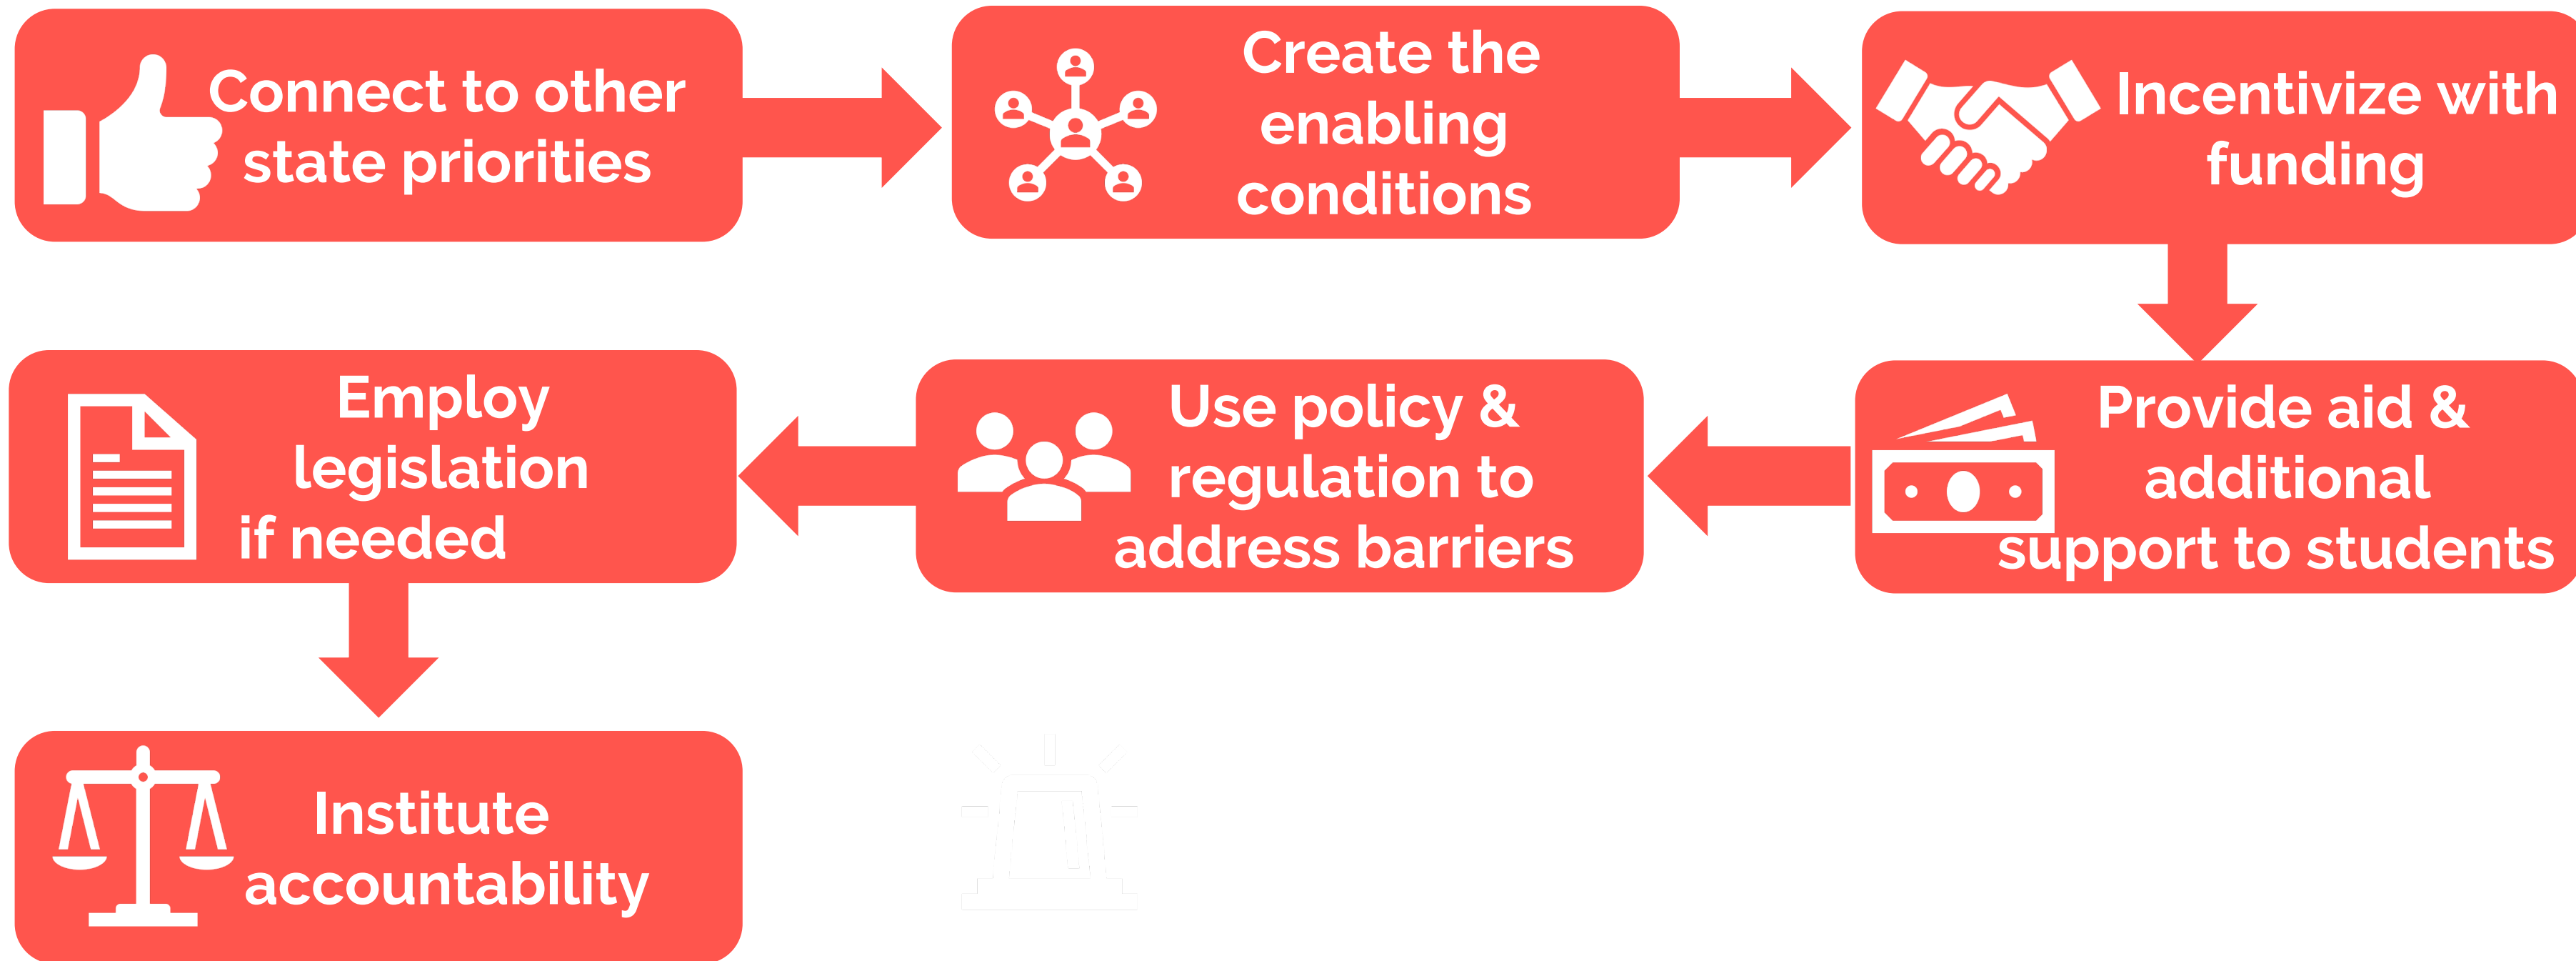 Connect to other
state priorities
Create the
enabling
conditions
Incentivize with
funding
Provide aid &
additional
support to students
Use policy &
regulation to
address barriers
Employ
legislation
if needed
Institute
accountability